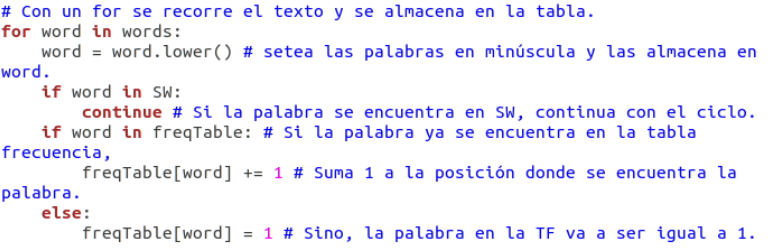 # Con un for se recorre el texto y se almacena en la tabla.
for word in words:
    word = word.lower() # setea las palabras en minúscula y las almacena en
word.
    if word in SW:
        continue # Si la palabra se encuentra en SW, continua con el ciclo.
    if word in freqTable: # Si la palabra ya se encuentra en la tabla
frecuencia,
        freqTable[word] += 1 # Suma 1 a la posición donde se encuentra la
palabra.
    else:
        freqTable[word] = 1 # Sino, la palabra en la TF va a ser igual a 1.